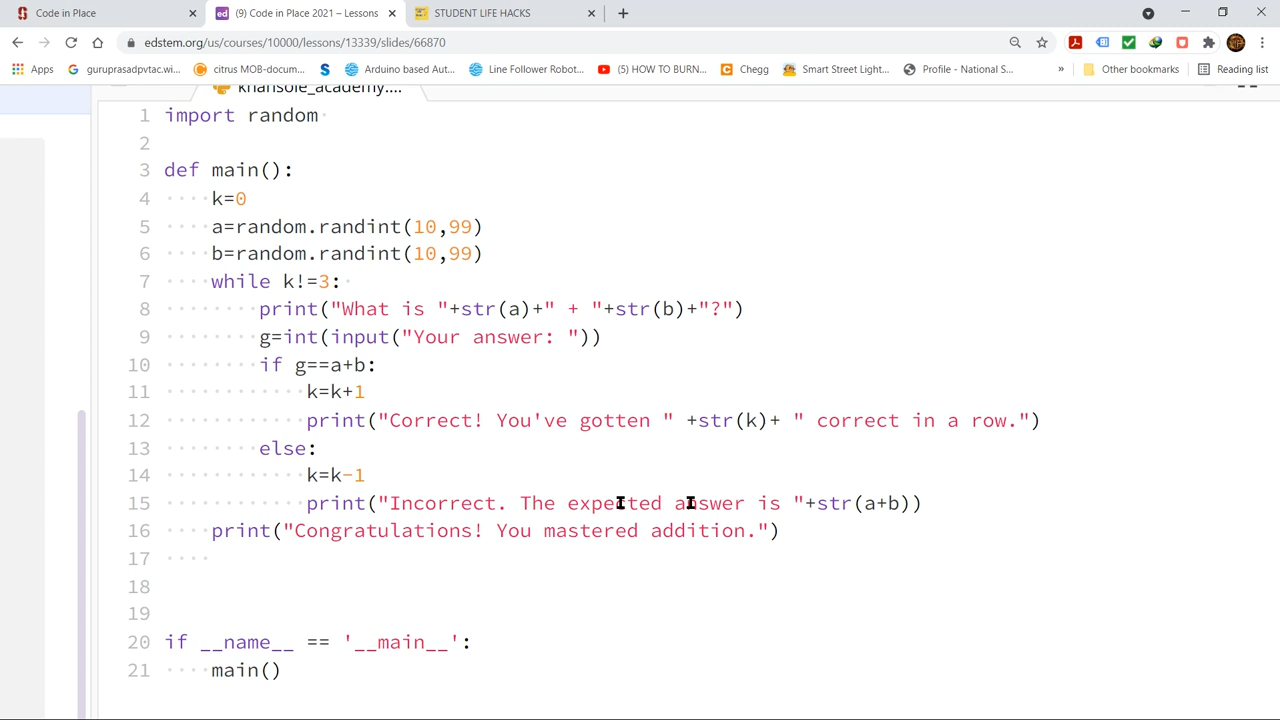 Code in Place
(9) Code in Place 2021 – Lessons
STUDENT LIFE HACKS
edstem.org/us/courses/10000/lessons/13339/slides/66870
Apps
guruprasadpvtac.wi...
citrus MOB-docum...
Arduino based Aut...
Line Follower Robot...
(5) HOW TO BURN...
Chegg
Smart Street Light...
Profile - National S...
»
Other bookmarks
Reading list
khansole_academy....
1 import random
2
3 def main():
4     k=0
5     a=random.randint(10,99)
6     b=random.randint(10,99)
7     while k!=3:
8         print("What is "+str(a)+" + "+str(b)+"?")
9         g=int(input("Your answer: "))
10         if g==a+b:
11             k=k+1
12             print("Correct! You've gotten " +str(k)+ " correct in a row.")
13         else:
14             k=k-1
15             print("Incorrect. The expected answer is "+str(a+b))
16     print("Congratulations! You mastered addition.")
17
18
19
20 if __name__ == '__main__':
21     main()